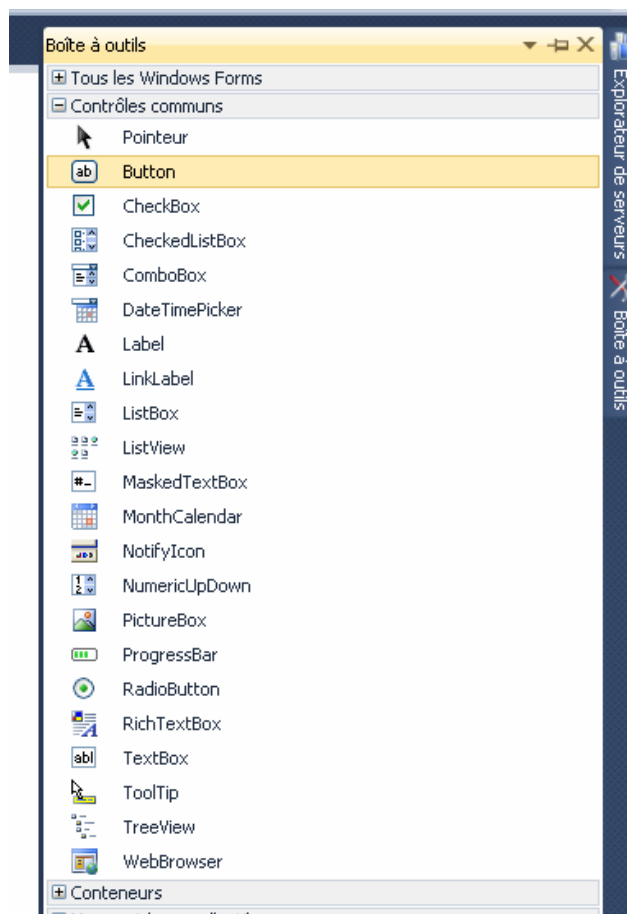 Boîte à outils
Tous les Windows Forms
Contrôles communs
Pointeur
Button
CheckBox
CheckedListBox
ComboBox
DateTimePicker
Label
LinkLabel
ListBox
ListView
MaskedTextBox
MonthCalendar
NotifyIcon
NumericUpDown
PictureBox
ProgressBar
RadioButton
RichTextBox
TextBox
ToolTip
TreeView
WebBrowser
Conteneurs
Explorateur de serveurs
Boîte à outils